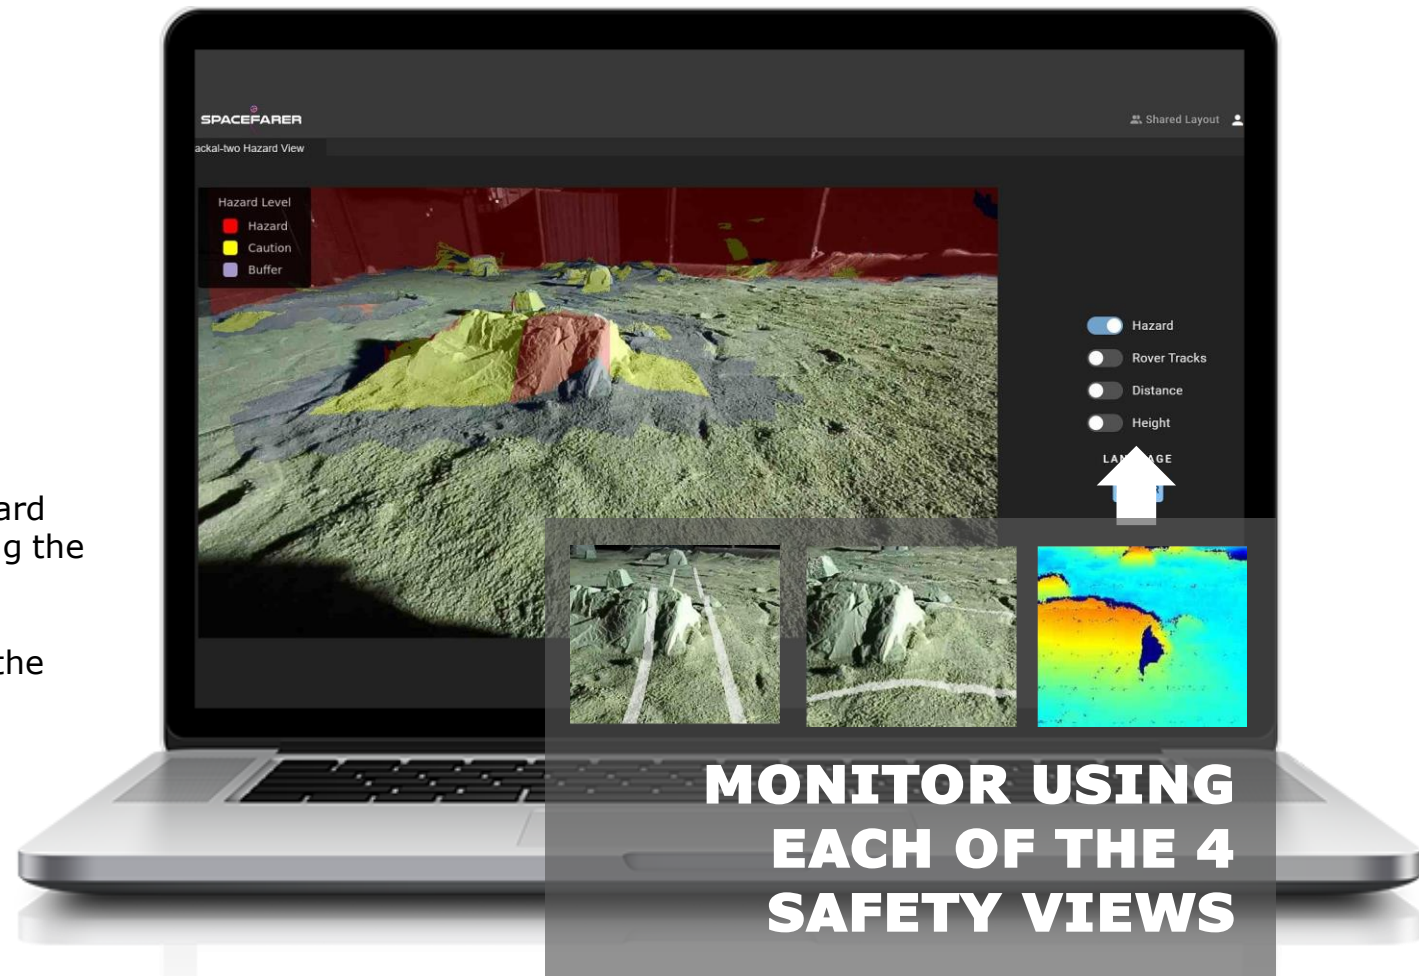 SPACEFARER
Shared Layout
ackal-two Hazard View
Hazard Level
Hazard
Caution
Buffer
Hazard
Rover Tracks
Distance
Height
ard
g the
the
MONITOR USING
EACH OF THE 4
SAFETY VIEWS